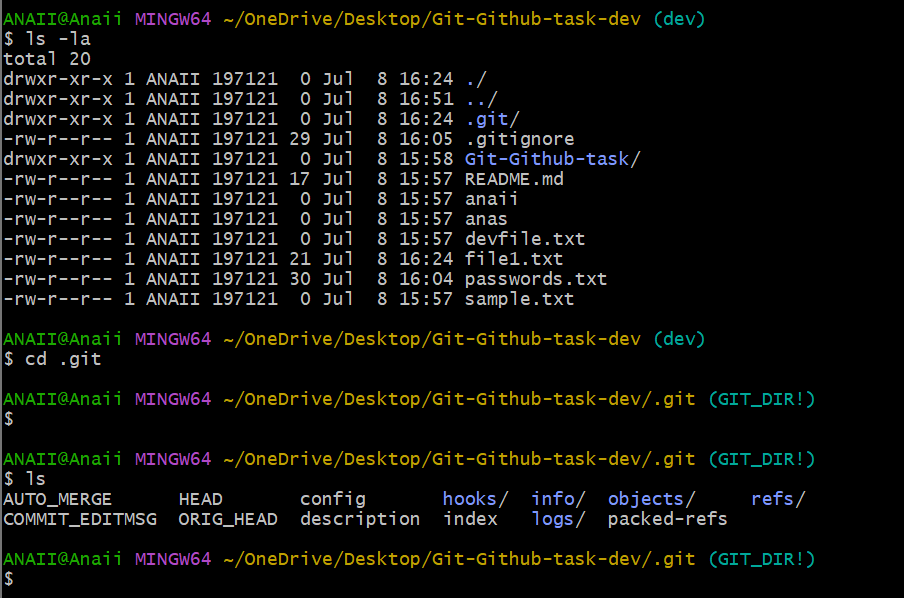 ANAII@Anaii MINGW64 ~/OneDrive/Desktop/Git-Github-task-dev (dev)
$ ls -la
total 20
drwxr-xr-x 1 ANAII 197121  0 Jul  8 16:24 ./
drwxr-xr-x 1 ANAII 197121  0 Jul  8 16:51 ../
drwxr-xr-x 1 ANAII 197121  0 Jul  8 16:24 .git/
-rw-r--r-- 1 ANAII 197121 29 Jul  8 16:05 .gitignore
drwxr-xr-x 1 ANAII 197121  0 Jul  8 15:58 Git-Github-task/
-rw-r--r-- 1 ANAII 197121 17 Jul  8 15:57 README.md
-rw-r--r-- 1 ANAII 197121  0 Jul  8 15:57 anaii
-rw-r--r-- 1 ANAII 197121  0 Jul  8 15:57 anas
-rw-r--r-- 1 ANAII 197121  0 Jul  8 15:57 devfile.txt
-rw-r--r-- 1 ANAII 197121 21 Jul  8 16:24 file1.txt
-rw-r--r-- 1 ANAII 197121 30 Jul  8 16:04 passwords.txt
-rw-r--r-- 1 ANAII 197121  0 Jul  8 15:57 sample.txt
ANAII@Anaii MINGW64 ~/OneDrive/Desktop/Git-Github-task-dev (dev)
$ cd .git
ANAII@Anaii MINGW64 ~/OneDrive/Desktop/Git-Github-task-dev/.git (GIT_DIR!)
$
ANAII@Anaii MINGW64 ~/OneDrive/Desktop/Git-Github-task-dev/.git (GIT_DIR!)
$ ls
AUTO_MERGE      HEAD       config       hooks/  info/  objects/     refs/
COMMIT_EDITMSG  ORIG_HEAD  description  index   logs/  packed-refs
ANAII@Anaii MINGW64 ~/OneDrive/Desktop/Git-Github-task-dev/.git (GIT_DIR!)
$